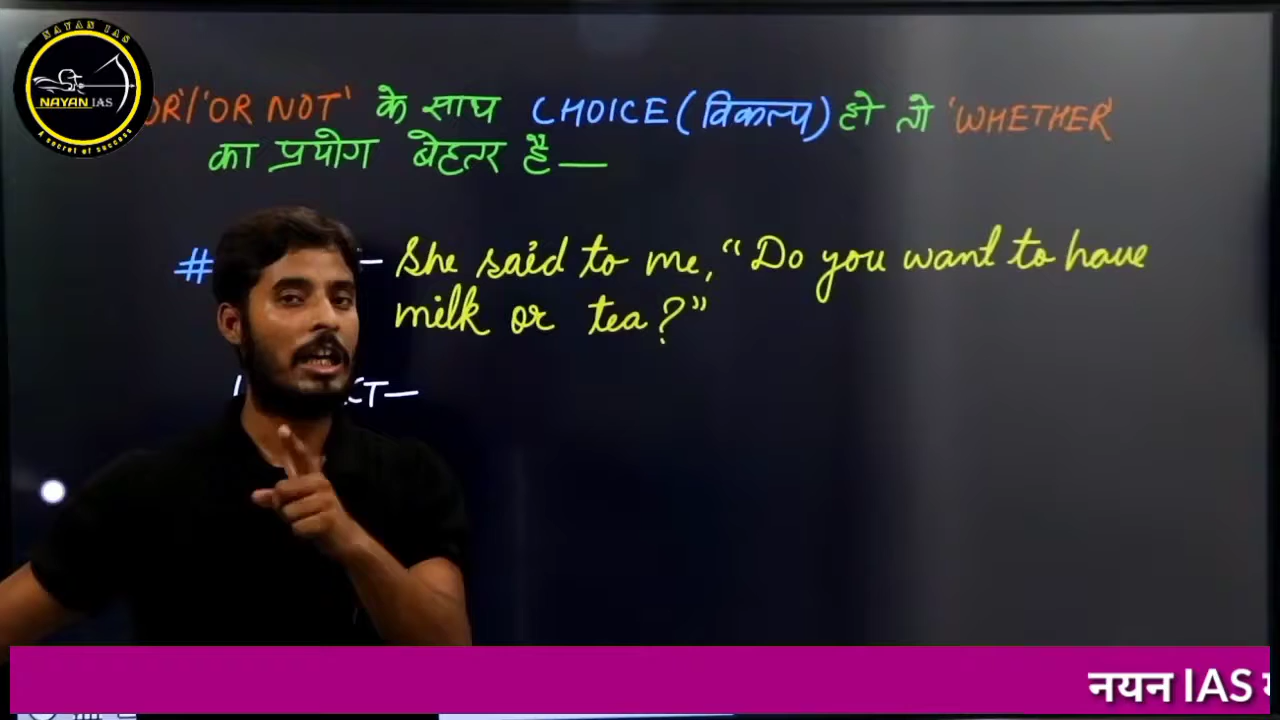 NAYAN IAS
NAYAN IAS
A secret of success
OR'/'OR NOT' के साथ CHOICE (विकल्प) हो तो 'WHETHER'
का प्रयोग बेहतर है—
# – She said to me, “Do you want to have
milk or tea?”
CT—
नयन IAS